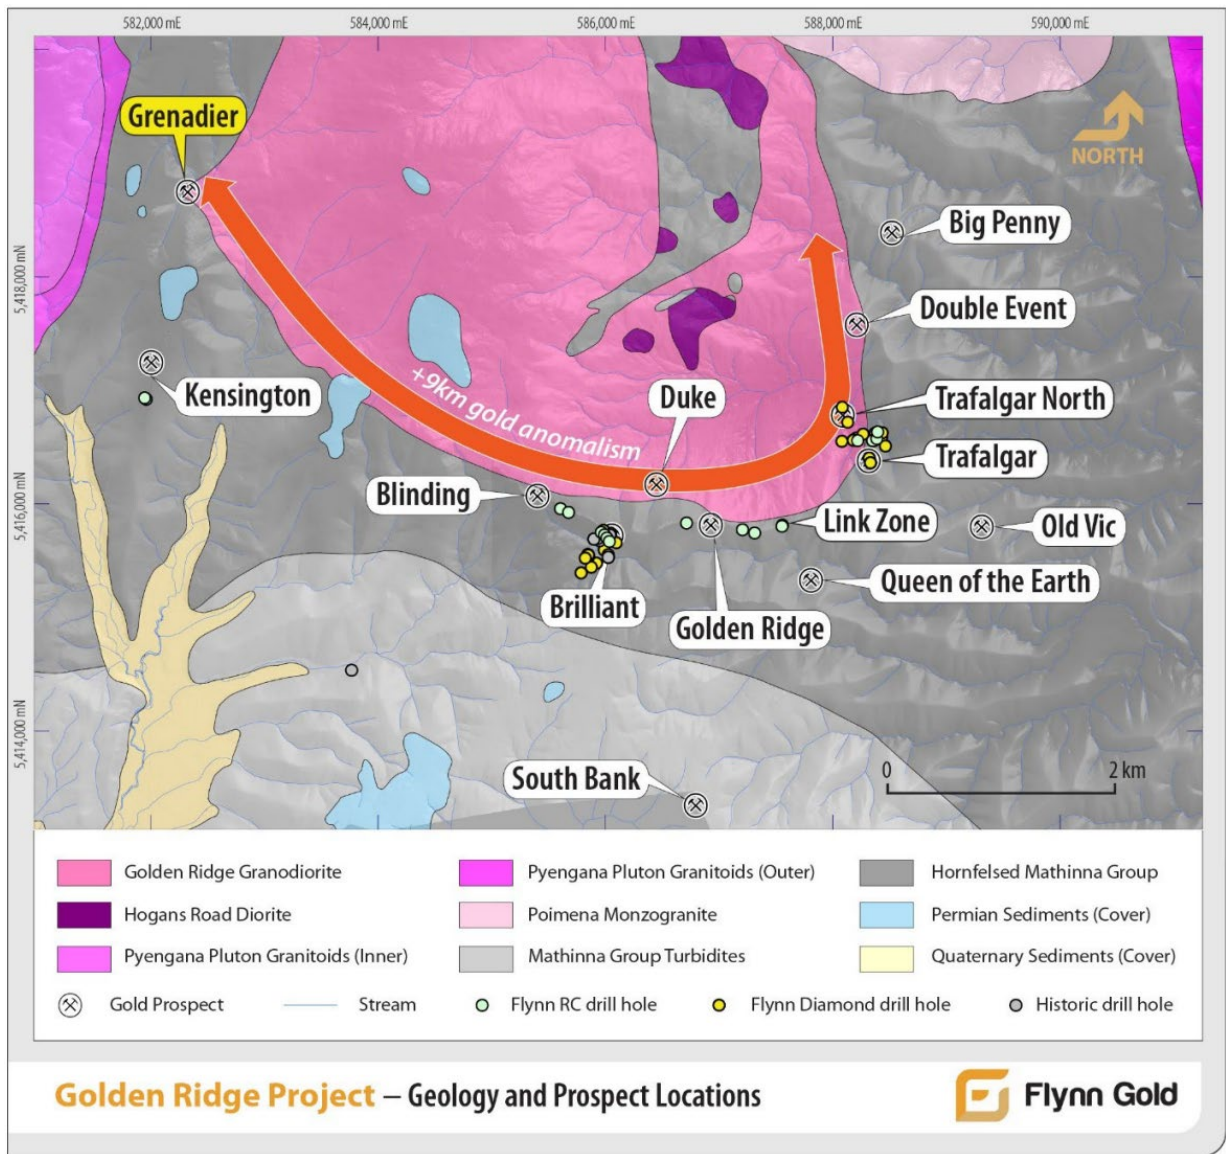 582,000 mE
584,000 mE
586,000 mE
588,000 mE
590,000 mE
Grenadier
NORTH
Big Penny
5,418,000 mN
Double Event
Kensington
+9km gold anomalism
Duke
Trafalgar North
Trafalgar
Blinding
5,416,000 mN
Link Zone
Old Vic
Queen of the Earth
Brilliant
Golden Ridge
5,414,000 mN
South Bank
0
2 km
Golden Ridge Granodiorite
Pyengana Pluton Granitoids (Outer)
Hornfelsed Mathinna Group
Hogans Road Diorite
Poimena Monzogranite
Permian Sediments (Cover)
Pyengana Pluton Granitoids (Inner)
Mathinna Group Turbidites
Quaternary Sediments (Cover)
Gold Prospect
Stream
Flynn RC drill hole
Flynn Diamond drill hole
Historic drill hole
Golden Ridge Project – Geology and Prospect Locations
Flynn Gold